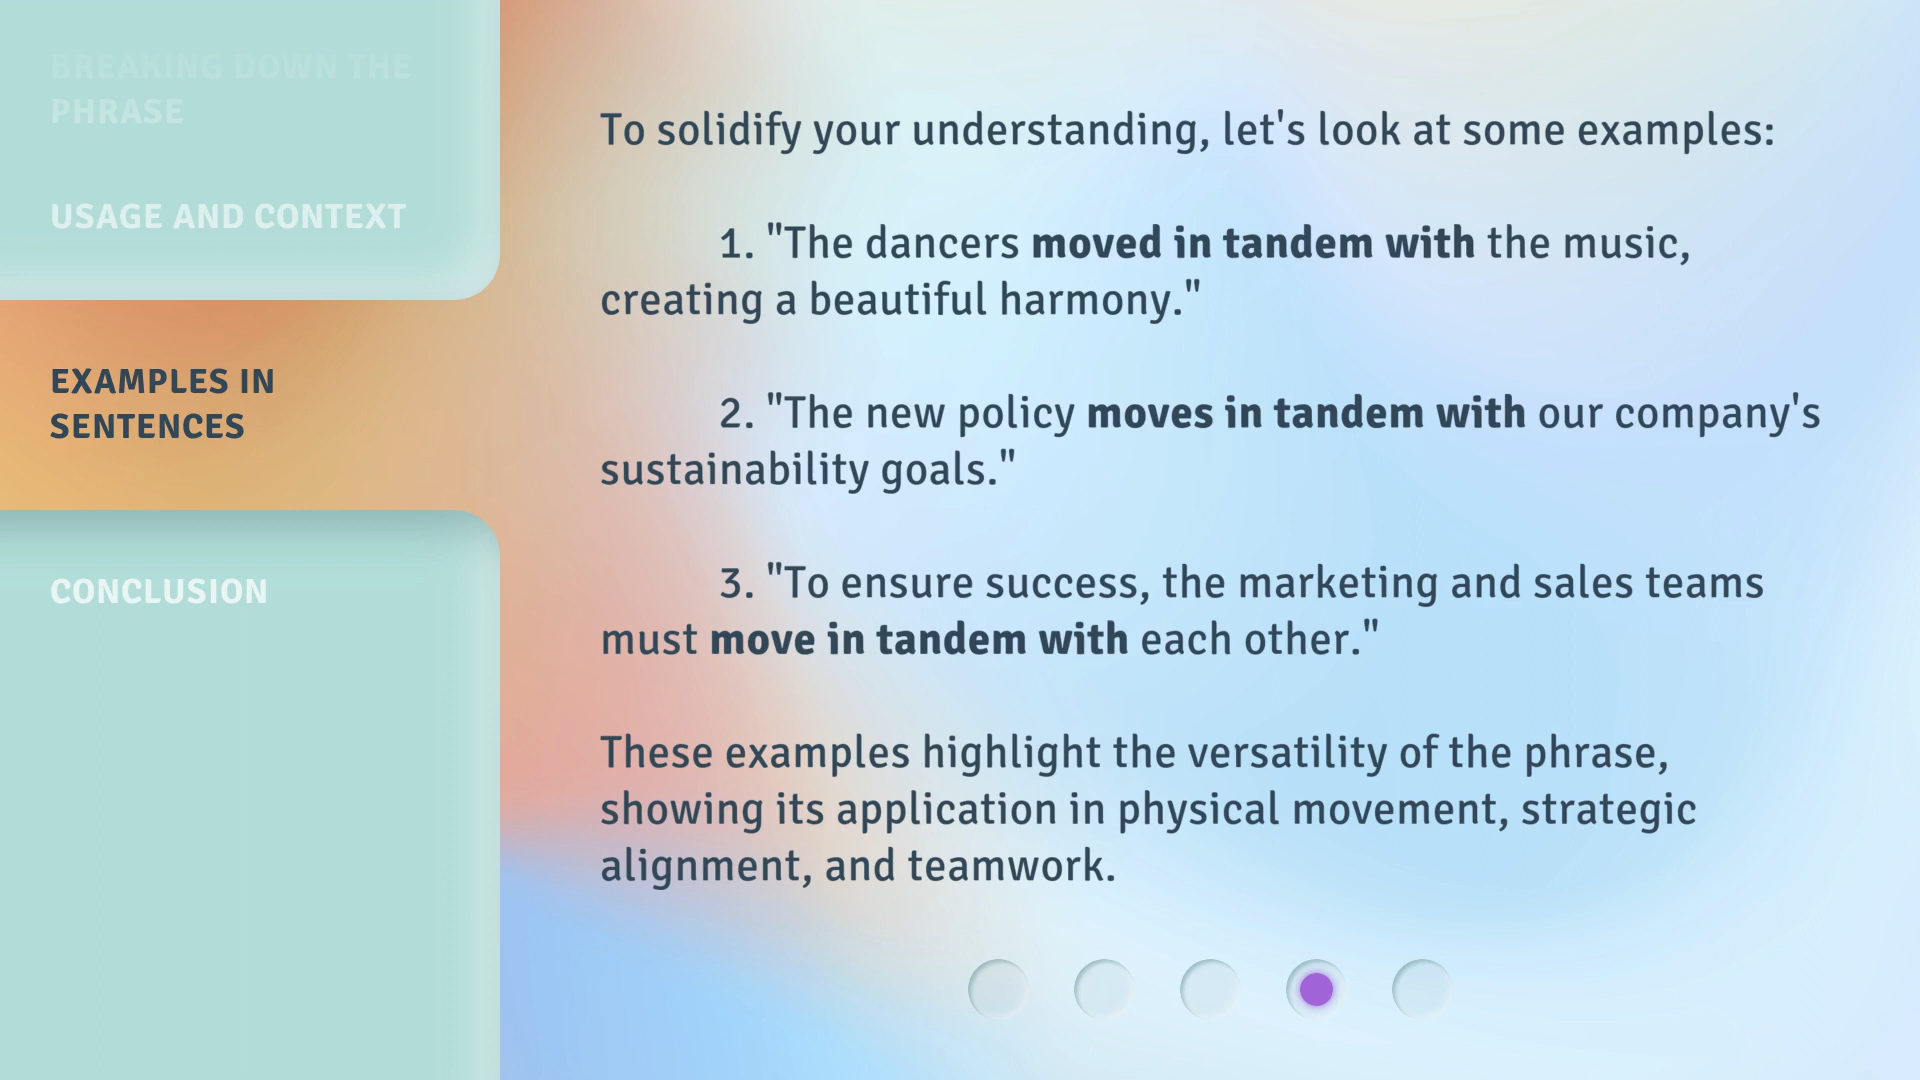 BREAKING DOWN THE
PHRASE
USAGE AND CONTEXT
EXAMPLES IN
SENTENCES
CONCLUSION
To solidify your understanding, let's look at some examples:
1. "The dancers moved in tandem with the music,
creating a beautiful harmony."
2. "The new policy moves in tandem with our company's
sustainability goals."
3. "To ensure success, the marketing and sales teams
must move in tandem with each other."
These examples highlight the versatility of the phrase,
showing its application in physical movement, strategic
alignment, and teamwork.